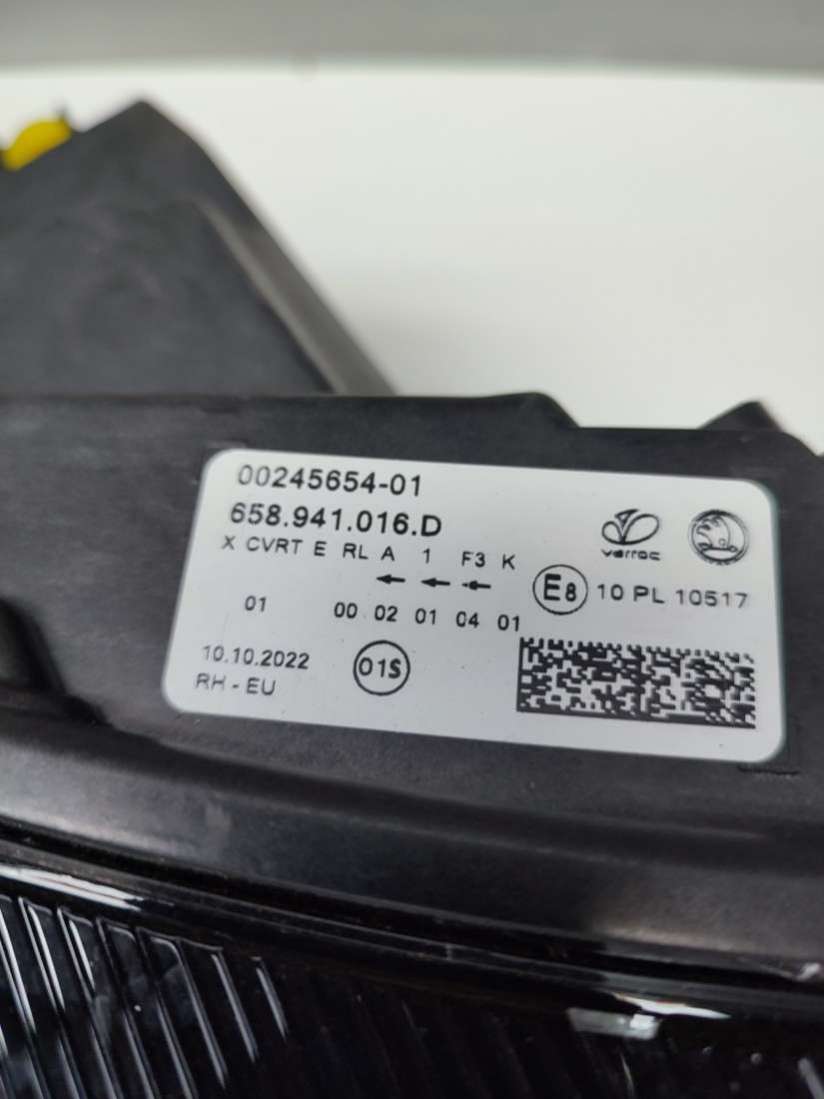 00245654-01
658.941.016.D
varroc
X CVRT E RL A 1 F3 K
E8 10 PL 10517
01 00 02 01 04 01
10.10.2022
01S
RH - EU